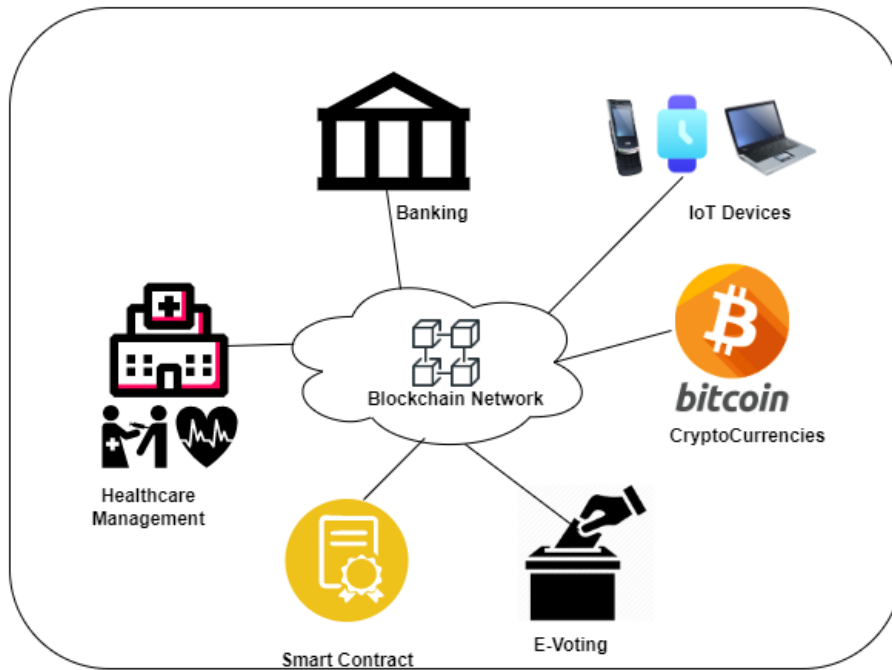 Banking
IoT Devices
Blockchain Network
bitcoin
CryptoCurrencies
Healthcare
Management
Smart Contract
E-Voting